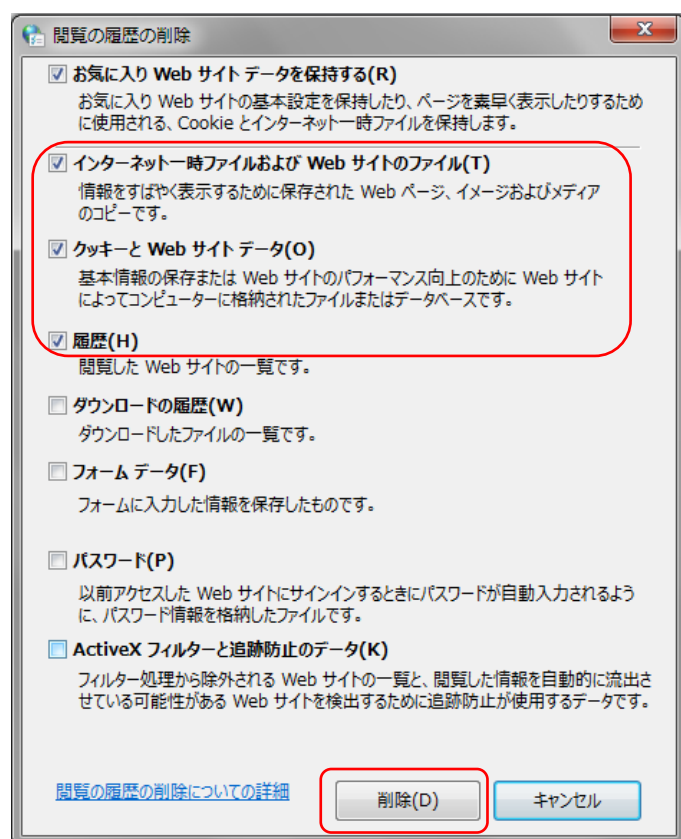 閲覧の履歴の削除
お気に入り Web サイト データを保持する(R)
お気に入り Web サイトの基本設定を保持したり、ページを素早く表示したりするため
に使用される、Cookie とインターネット一時ファイルを保持します。
インターネット一時ファイルおよび Web サイトのファイル(T)
情報をすばやく表示するために保存された Web ページ、イメージおよびメディア
のコピーです。
クッキーと Web サイト データ(O)
基本情報の保存または Web サイトのパフォーマンス向上のために Web サイト
によってコンピューターに格納されたファイルまたはデータベースです。
履歴(H)
閲覧した Web サイトの一覧です。
ダウンロードの履歴(W)
ダウンロードしたファイルの一覧です。
フォーム データ(F)
フォームに入力した情報を保存したものです。
パスワード(P)
以前アクセスした Web サイトにサインインするときにパスワードが自動入力されるよう
に、パスワード情報を格納したファイルです。
ActiveX フィルターと追跡防止のデータ(K)
フィルター処理から除外される Web サイトの一覧と、閲覧した情報を自動的に流出さ
せている可能性がある Web サイトを検出するために追跡防止が使用するデータです。
閲覧の履歴の削除についての詳細
削除(D)
キャンセル